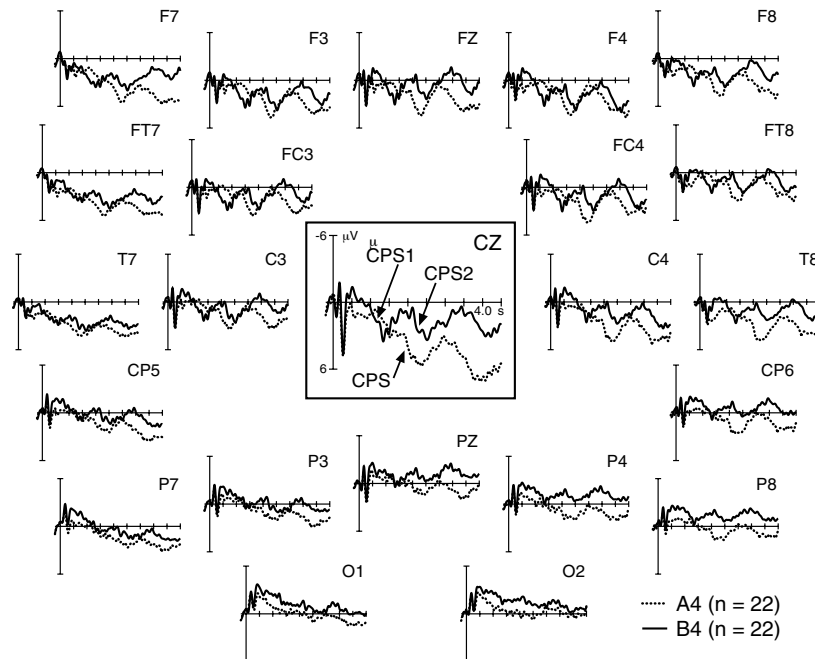 F7
F3
FZ
F4
F8
FT7
FC3
FC4
FT8
-6
μV
μ
CZ
CPS1
CPS2
4.0 s
6
CPS
T7
C3
C4
T8
CP5
CP6
P7
P3
PZ
P4
P8
O1
O2
A4 (n = 22)
B4 (n = 22)